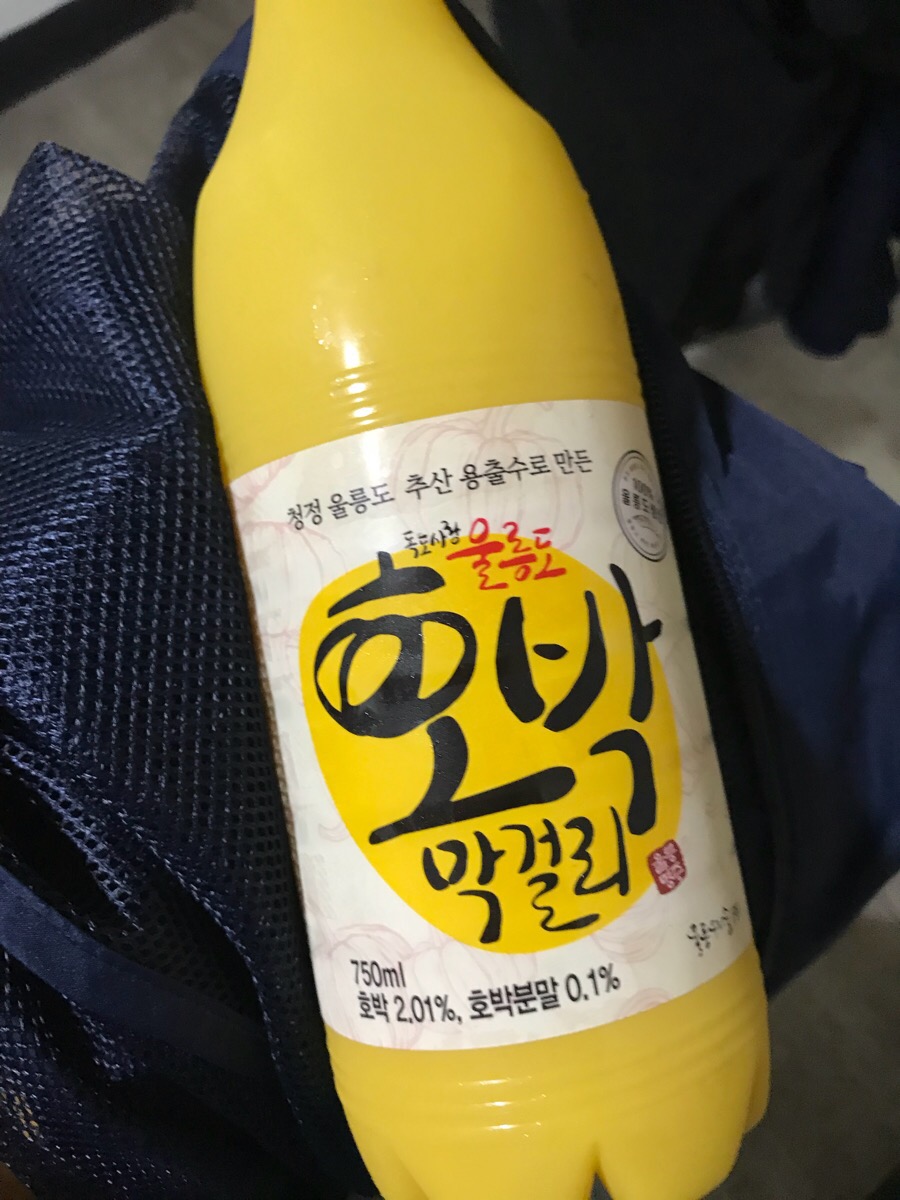 청정 울릉도 추산 용출수로 만든
100%
독도사랑 울릉도
호박
막걸리
750ml
호박 2.01%, 호박분말 0.1%